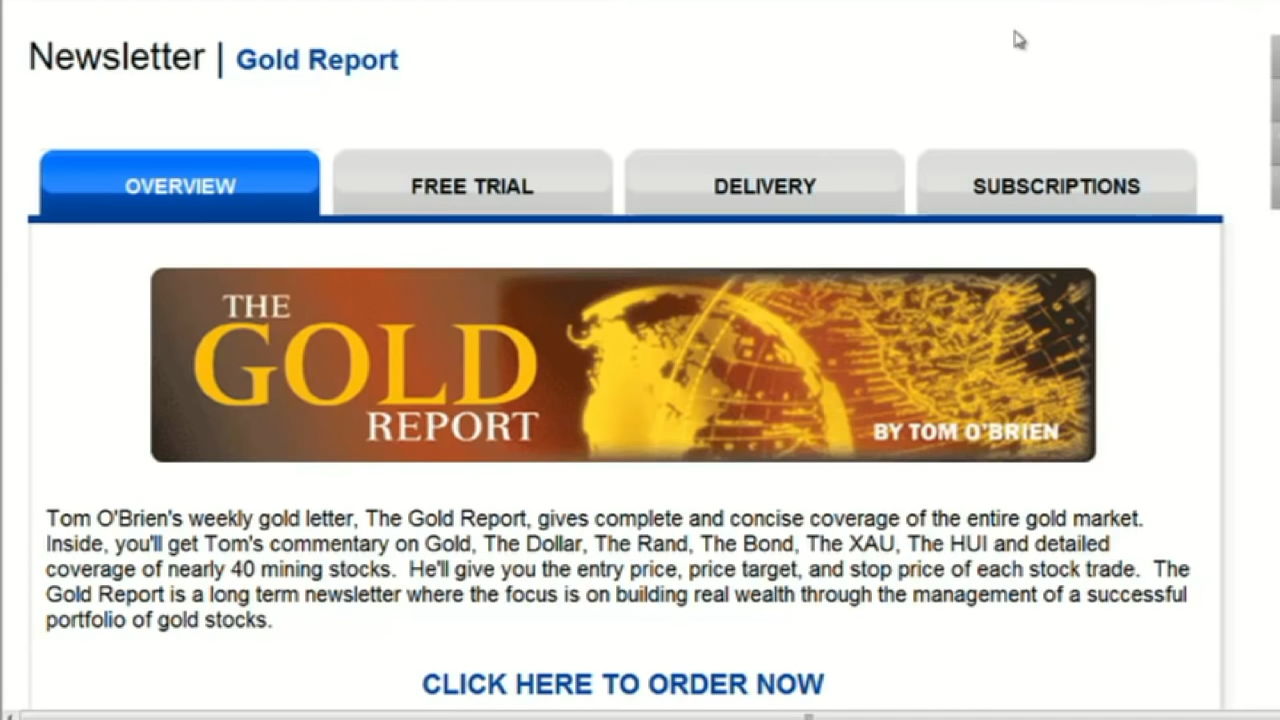 Newsletter | Gold Report
OVERVIEW FREE TRIAL DELIVERY SUBSCRIPTIONS
THE
GOLD
REPORT
BY TOM O'BRIEN
Tom O'Brien's weekly gold letter, The Gold Report, gives complete and concise coverage of the entire gold market.
Inside, you'll get Tom's commentary on Gold, The Dollar, The Rand, The Bond, The XAU, The HUI and detailed
coverage of nearly 40 mining stocks.  He'll give you the entry price, price target, and stop price of each stock trade.  The
Gold Report is a long term newsletter where the focus is on building real wealth through the management of a successful
portfolio of gold stocks.
CLICK HERE TO ORDER NOW